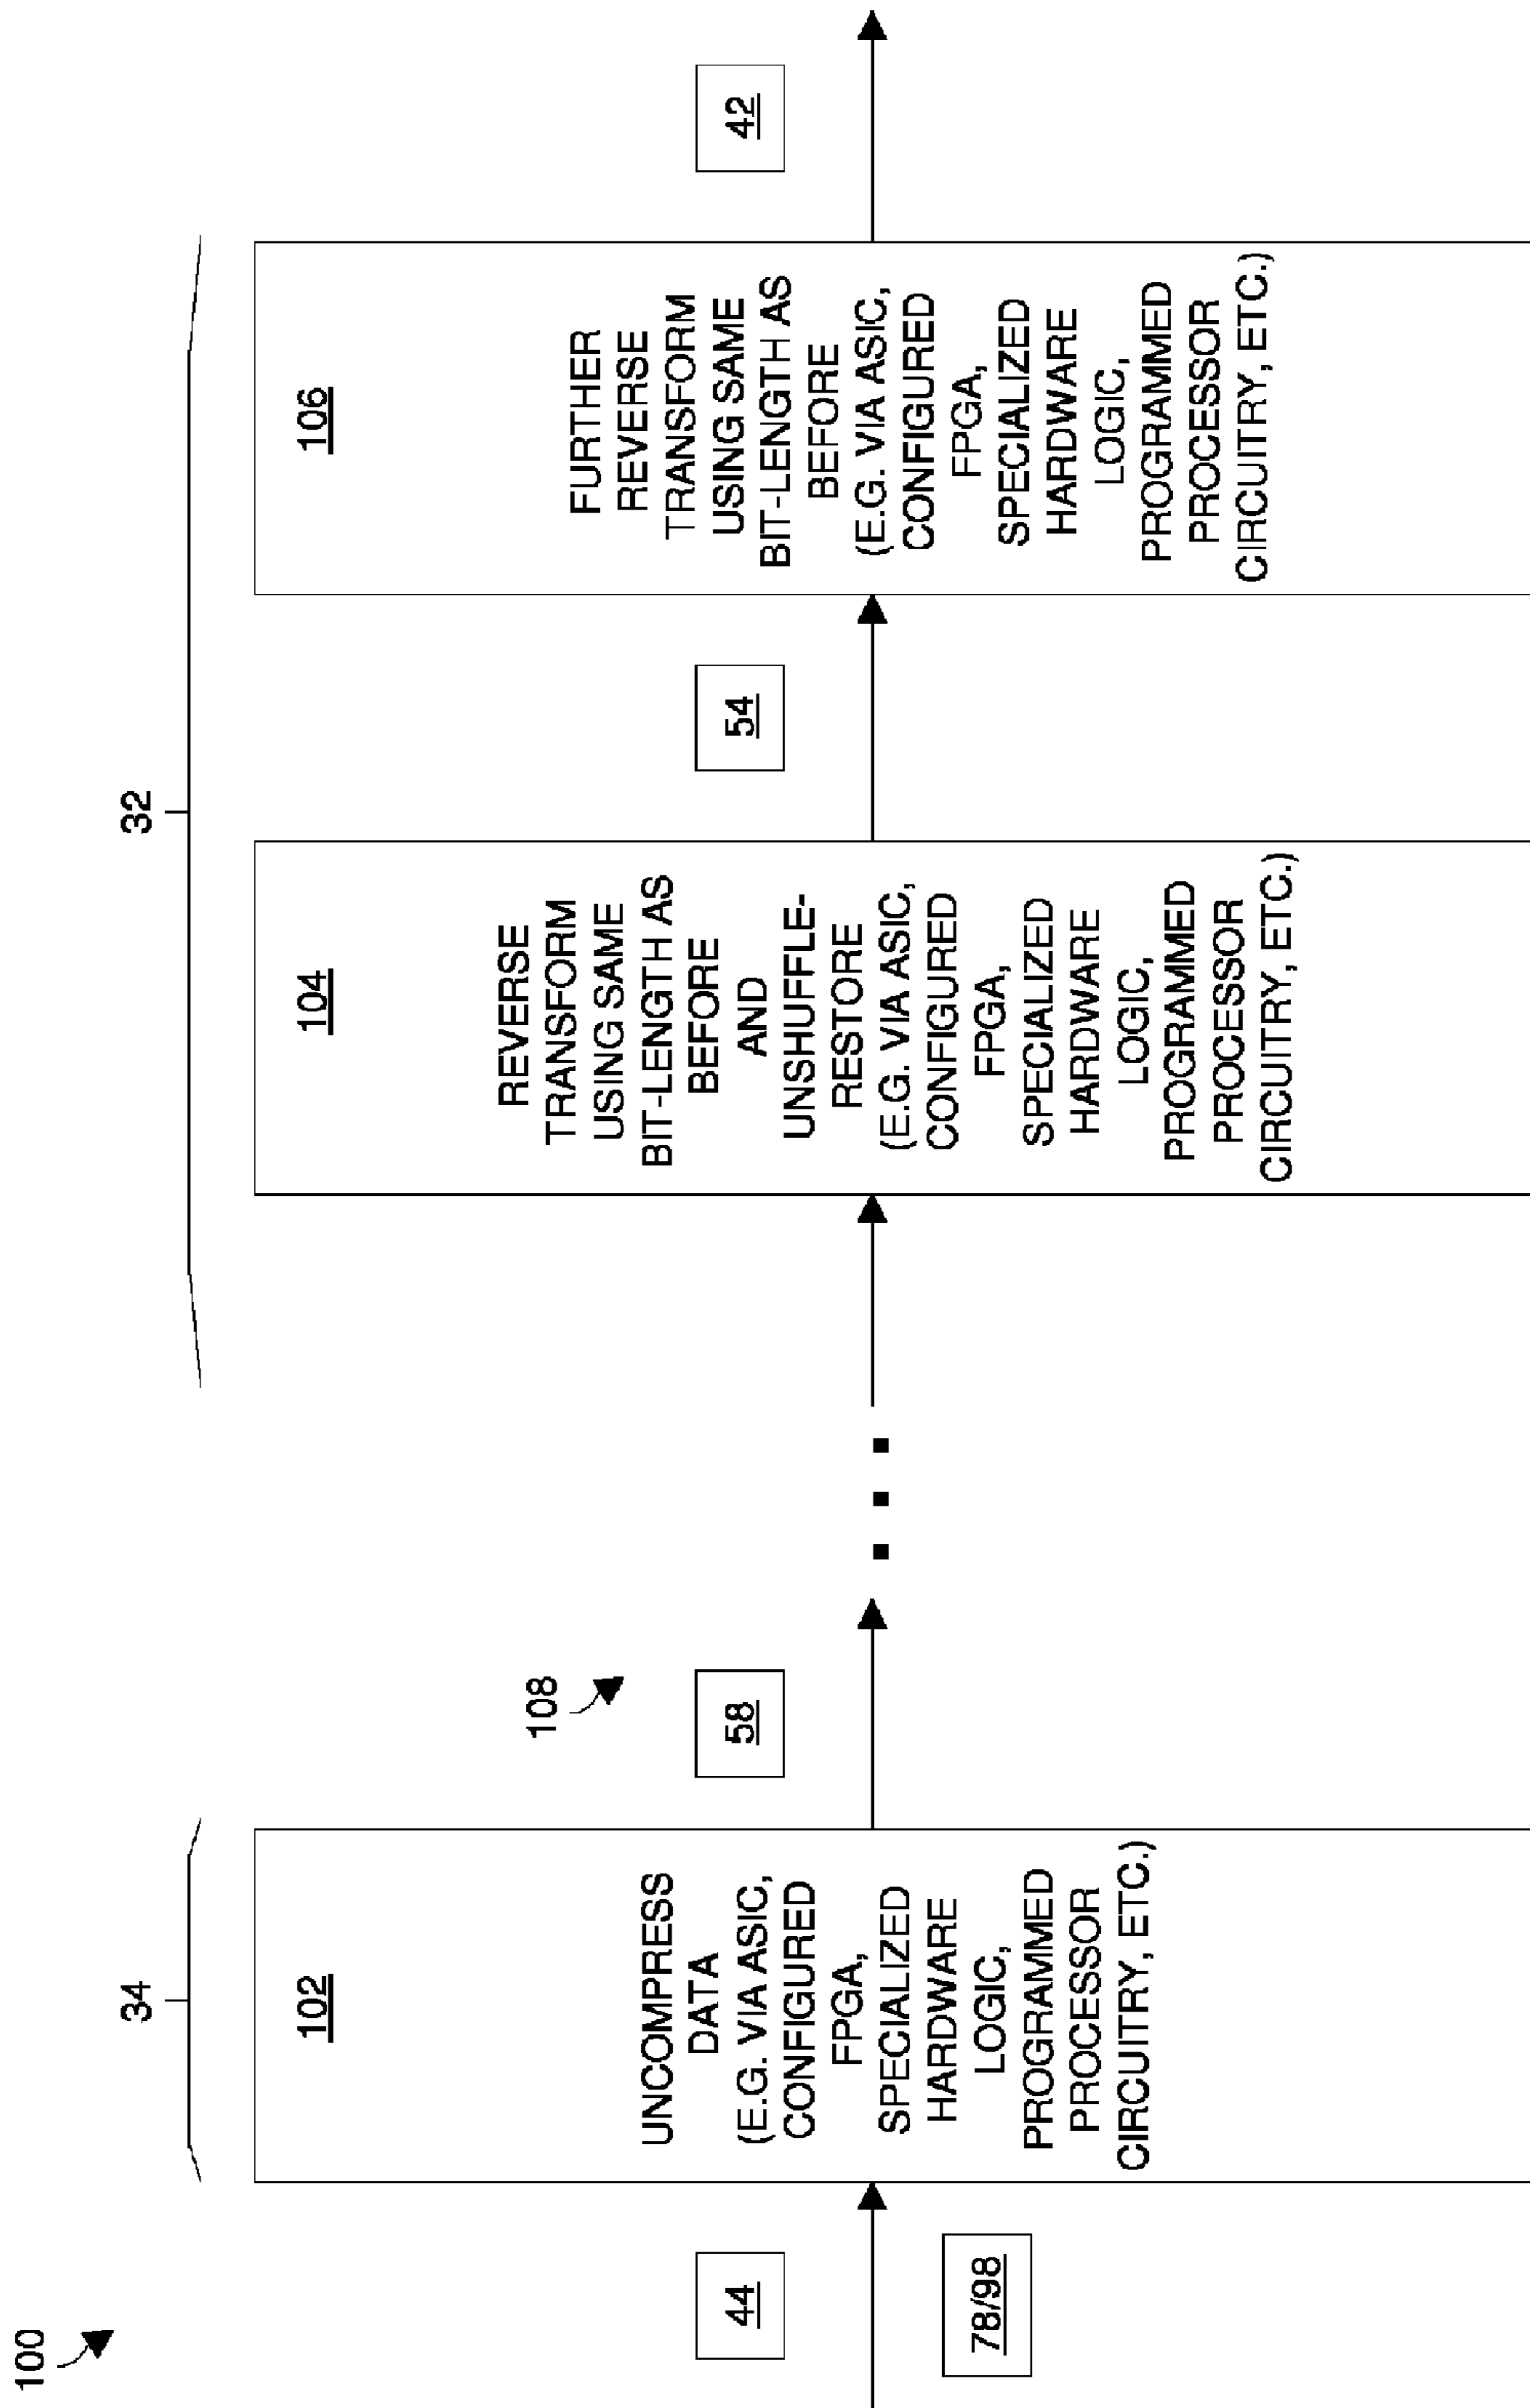 100
34
32
102
UNCOMPRESS
DATA
(E.G. VIA ASIC,
CONFIGURED
FPGA,
SPECIALIZED
HARDWARE
LOGIC,
PROGRAMMED
PROCESSOR
CIRCUITRY, ETC.)
104
REVERSE
TRANSFORM
USING SAME
BIT-LENGTH AS
BEFORE
AND
UNSHUFFLE-
RESTORE
(E.G. VIA ASIC,
CONFIGURED
FPGA,
SPECIALIZED
HARDWARE
LOGIC,
PROGRAMMED
PROCESSOR
CIRCUITRY, ETC.)
106
FURTHER
REVERSE
TRANSFORM
USING SAME
BIT-LENGTH AS
BEFORE
(E.G. VIA ASIC,
CONFIGURED
FPGA,
SPECIALIZED
HARDWARE
LOGIC,
PROGRAMMED
PROCESSOR
CIRCUITRY, ETC.)
108
44
58
54
42
78/98